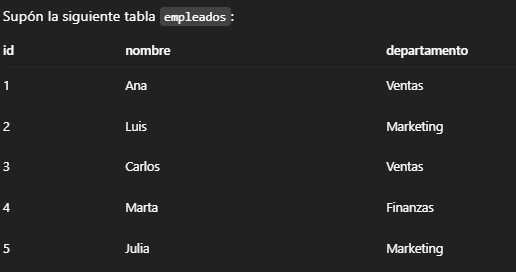 Supón la siguiente tabla empleados:
id nombre departamento
1 Ana Ventas
2 Luis Marketing
3 Carlos Ventas
4 Marta Finanzas
5 Julia Marketing